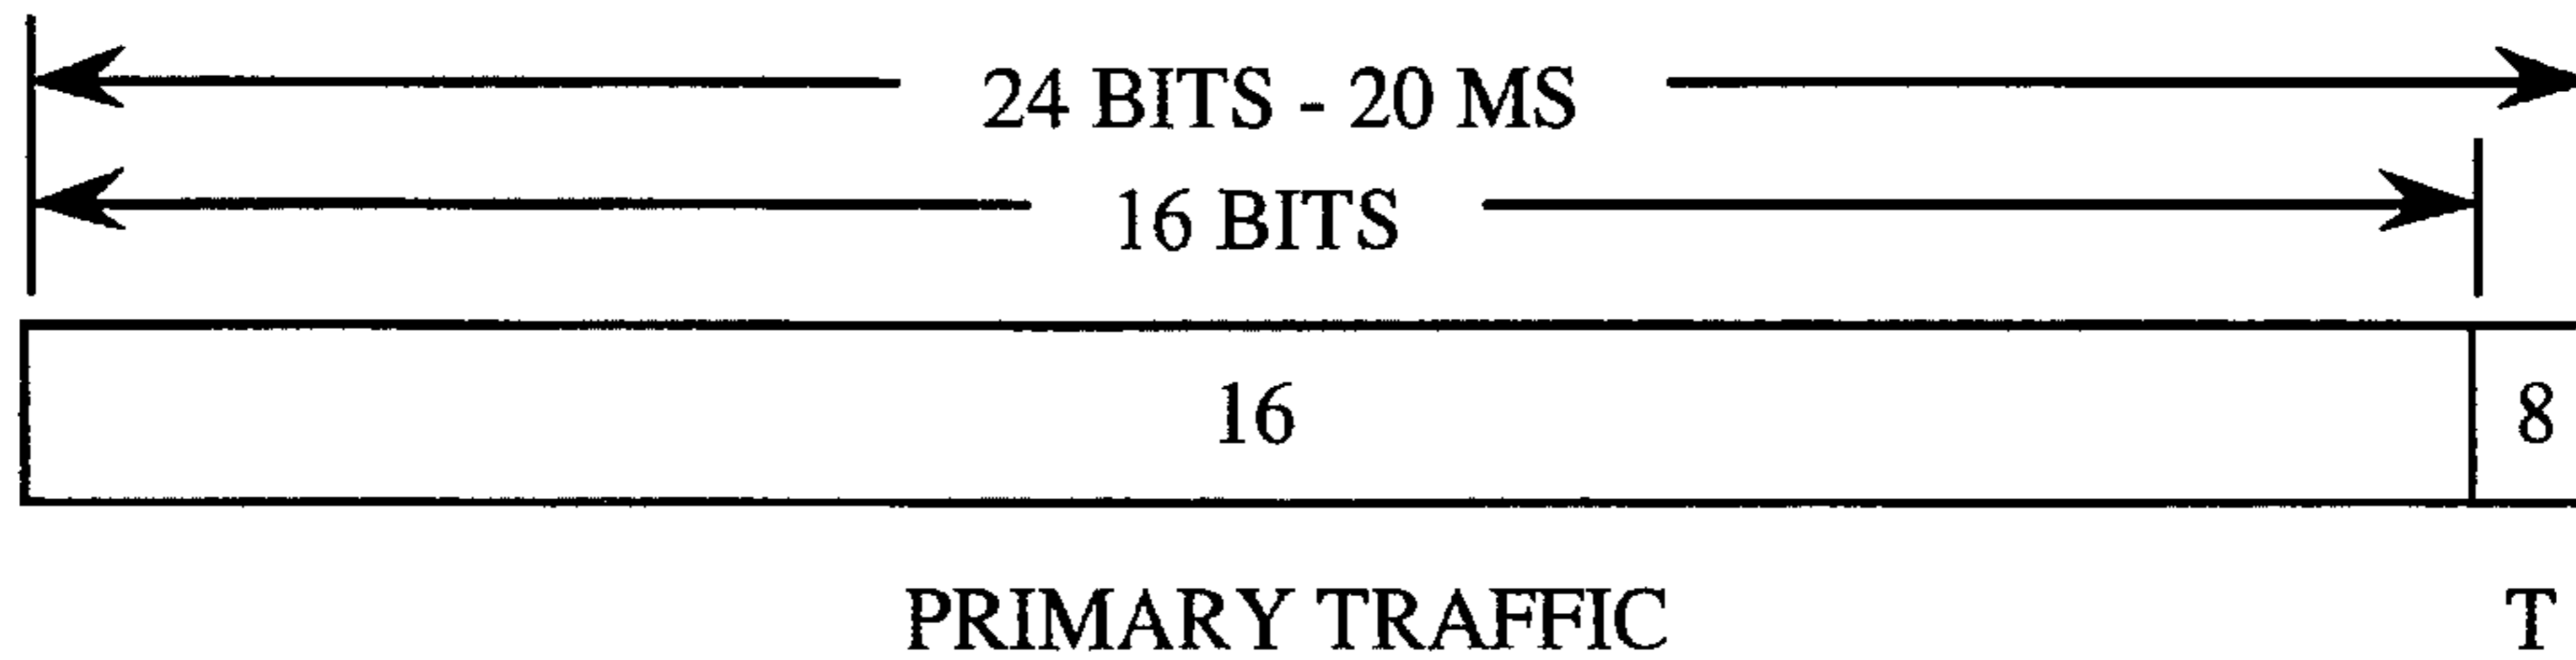 24 BITS - 20 MS
16 BITS
16 8
PRIMARY TRAFFIC T